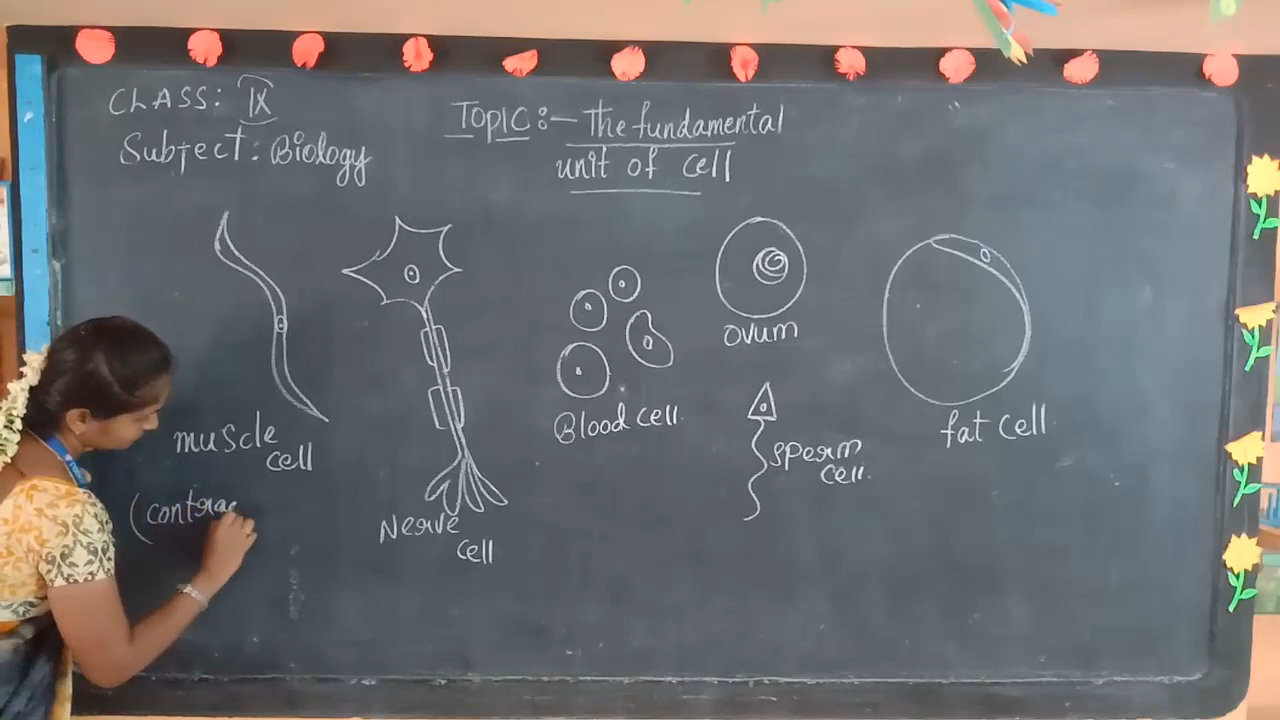 CLASS: IX
Subject: Biology
Topic:- The fundamental
unit of cell
muscle
cell
(contrac
Nerve
cell
Blood cell.
ovum
sperm
cell.
fat cell